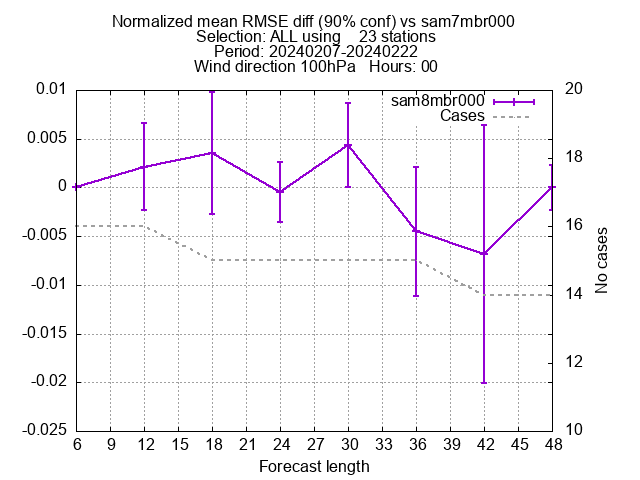 Normalized mean RMSE diff (90% conf) vs sam7mbr000
Selection: ALL using    23 stations
Period: 20240207-20240222
Wind direction 100hPa   Hours: 00
sam8mbr000
Cases
0.01
0.005
0
-0.005
-0.01
-0.015
-0.02
-0.025
20
18
16
14
12
10
No cases
6 9 12 15 18 21 24 27 30 33 36 39 42 45 48
Forecast length